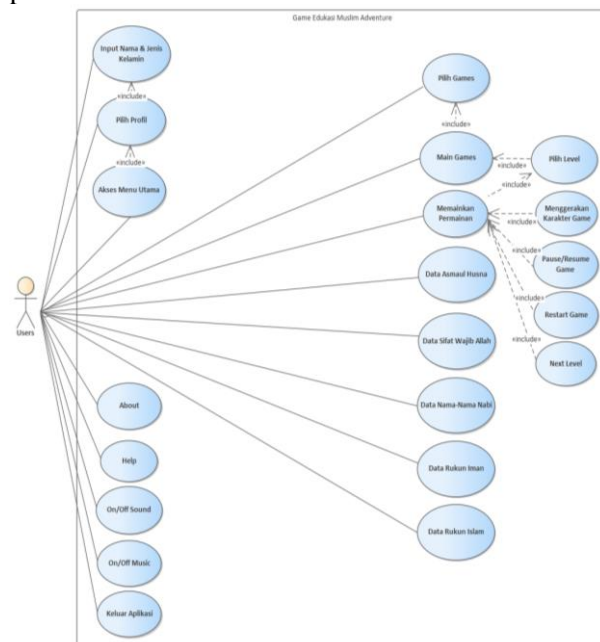 Game Edukasi Muslim Adventure
Input Nama & Jenis
Kelamin
«include»
Pilih Profil
«include»
Akses Menu Utama
Users
About
Help
On/Off Sound
On/Off Music
Keluar Aplikasi
Pilih Games
«include»
Main Games
«include»
Pilih Level
«include»
Memainkan
Permainan
«include»
Menggerakan
Karakter Game
«include»
Pause/Resume
Game
«include»
Restart Game
«include»
Next Level
Data Asmaul Husna
Data Sifat Wajib Allah
Data Nama-Nama Nabi
Data Rukun Iman
Data Rukun Islam